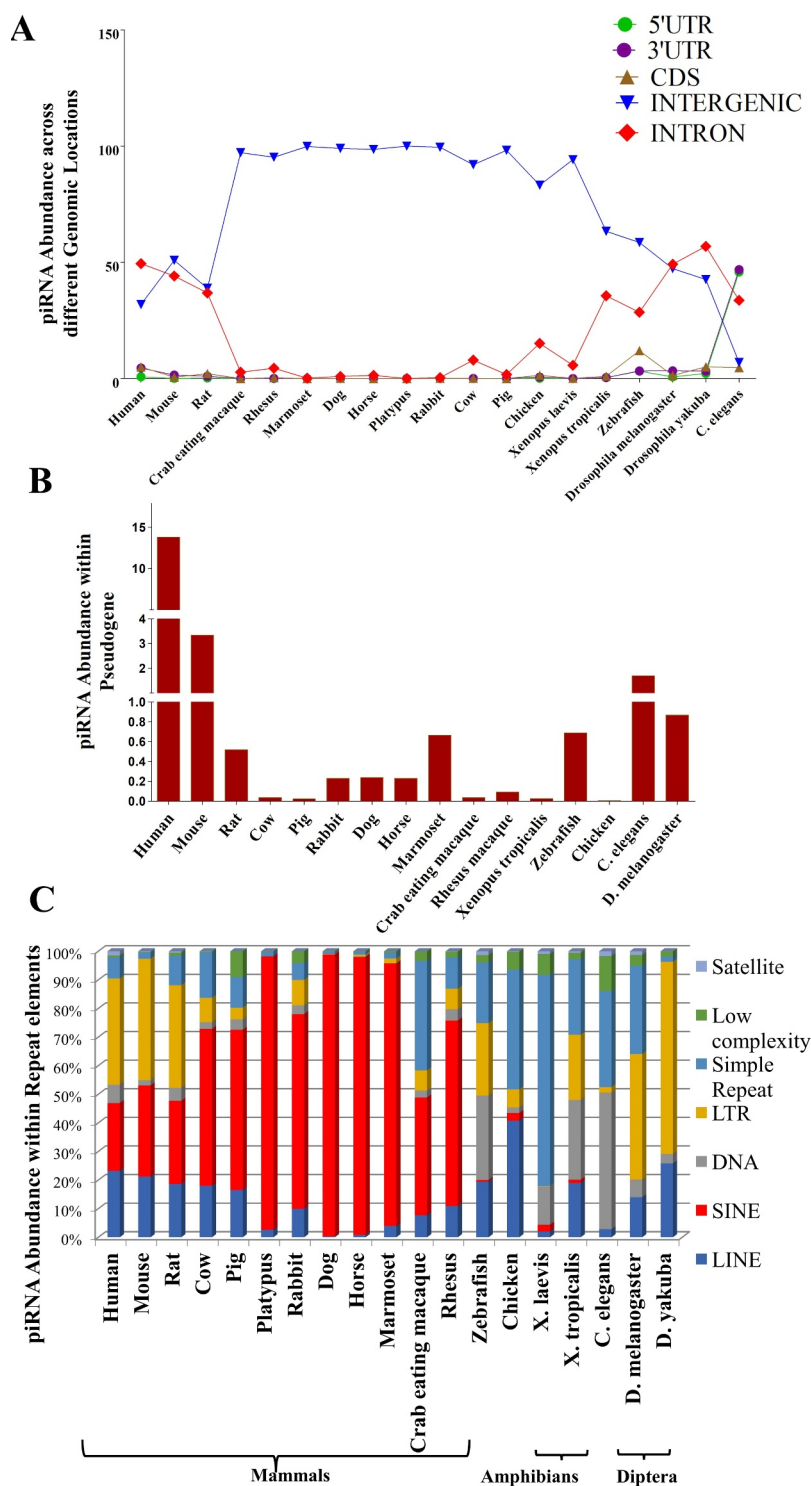 A
piRNA Abundance across
different Genomic Locations
150
100
50
0
5'UTR
3'UTR
CDS
INTERGENIC
INTRON
Human
Mouse
Rat
Crab eating macaque
Rhesus
Marmoset
Dog
Horse
Platypus
Rabbit
Cow
Pig
Chicken
Xenopus laevis
Xenopus tropicalis
Zebrafish
Drosophila melanogaster
Drosophila yakuba
C. elegans
B
piRNA Abundance within
Pseudogene
15
10
4
3
2
1.0
0.8
0.6
0.4
0.2
0.0
Human
Mouse
Rat
Cow
Pig
Rabbit
Dog
Horse
Marmoset
Crab eating macaque
Rhesus macaque
Xenopus tropicalis
Zebrafish
Chicken
C. elegans
D. melanogaster
C
piRNA Abundance within Repeat elements
100%
90%
80%
70%
60%
50%
40%
30%
20%
10%
0%
Satellite
Low
complexity
Simple
Repeat
LTR
DNA
SINE
LINE
Human
Mouse
Rat
Cow
Pig
Platypus
Rabbit
Dog
Horse
Marmoset
Crab eating macaque
Rhesus
Zebrafish
Chicken
X. laevis
X. tropicalis
C. elegans
D. melanogaster
D. yakuba
Mammals
Amphibians
Diptera